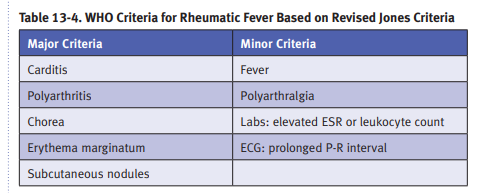 Table 13-4. WHO Criteria for Rheumatic Fever Based on Revised Jones Criteria
Major Criteria Minor Criteria
Carditis Fever
Polyarthritis Polyarthralgia
Chorea Labs: elevated ESR or leukocyte count
Erythema marginatum ECG: prolonged P-R interval
Subcutaneous nodules